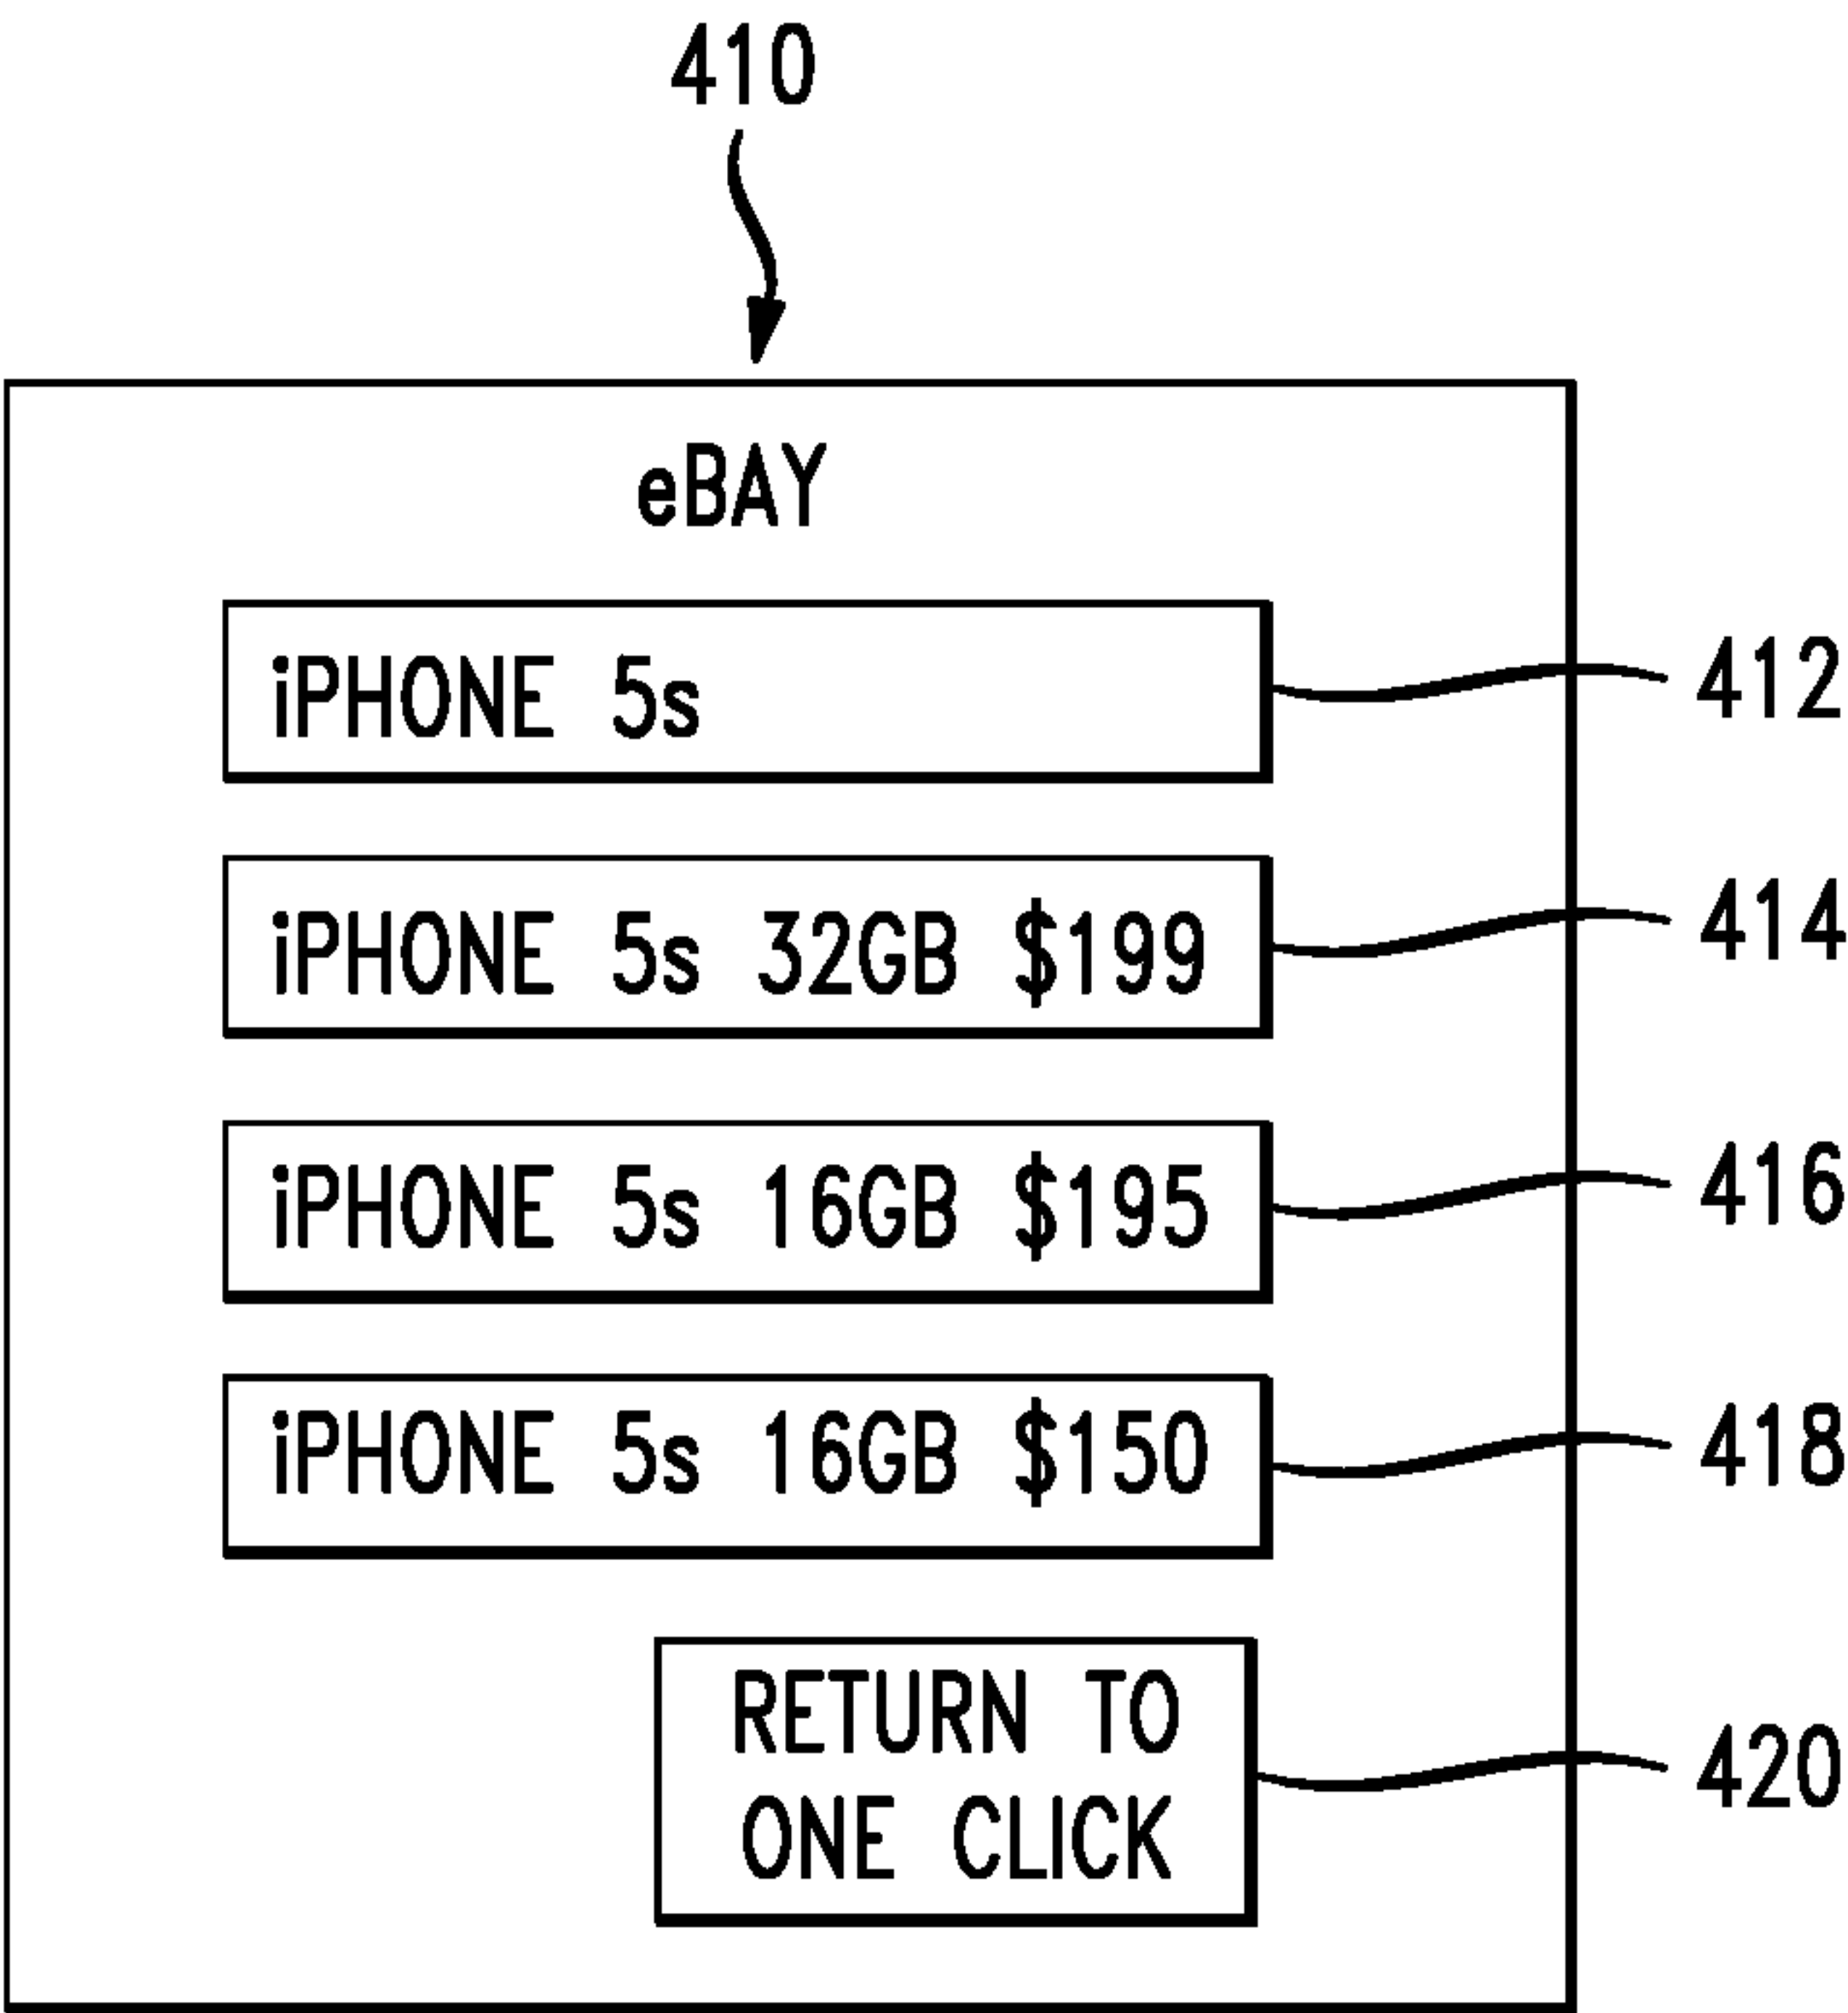 410
eBAY
iPHONE 5s
412
iPHONE 5s 32GB $199
414
iPHONE 5s 16GB $195
416
iPHONE 5s 16GB $150
418
RETURN TO
ONE CLICK
420